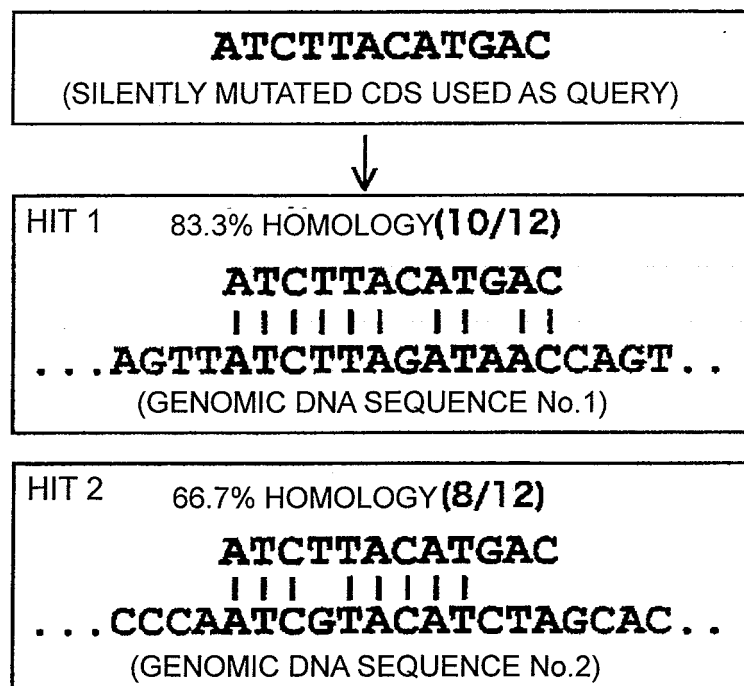 ATCTTACATGAC
(SILENTLY MUTATED CDS USED AS QUERY)
HIT 1 83.3% HOMOLOGY(10/12)
ATCTTACATGAC
...AGTTATCTTAGATAACCAGT..
(GENOMIC DNA SEQUENCE No.1)
HIT 2 66.7% HOMOLOGY(8/12)
ATCTTACATGAC
...CCCAATCGTACATCTAGCAC..
(GENOMIC DNA SEQUENCE No.2)